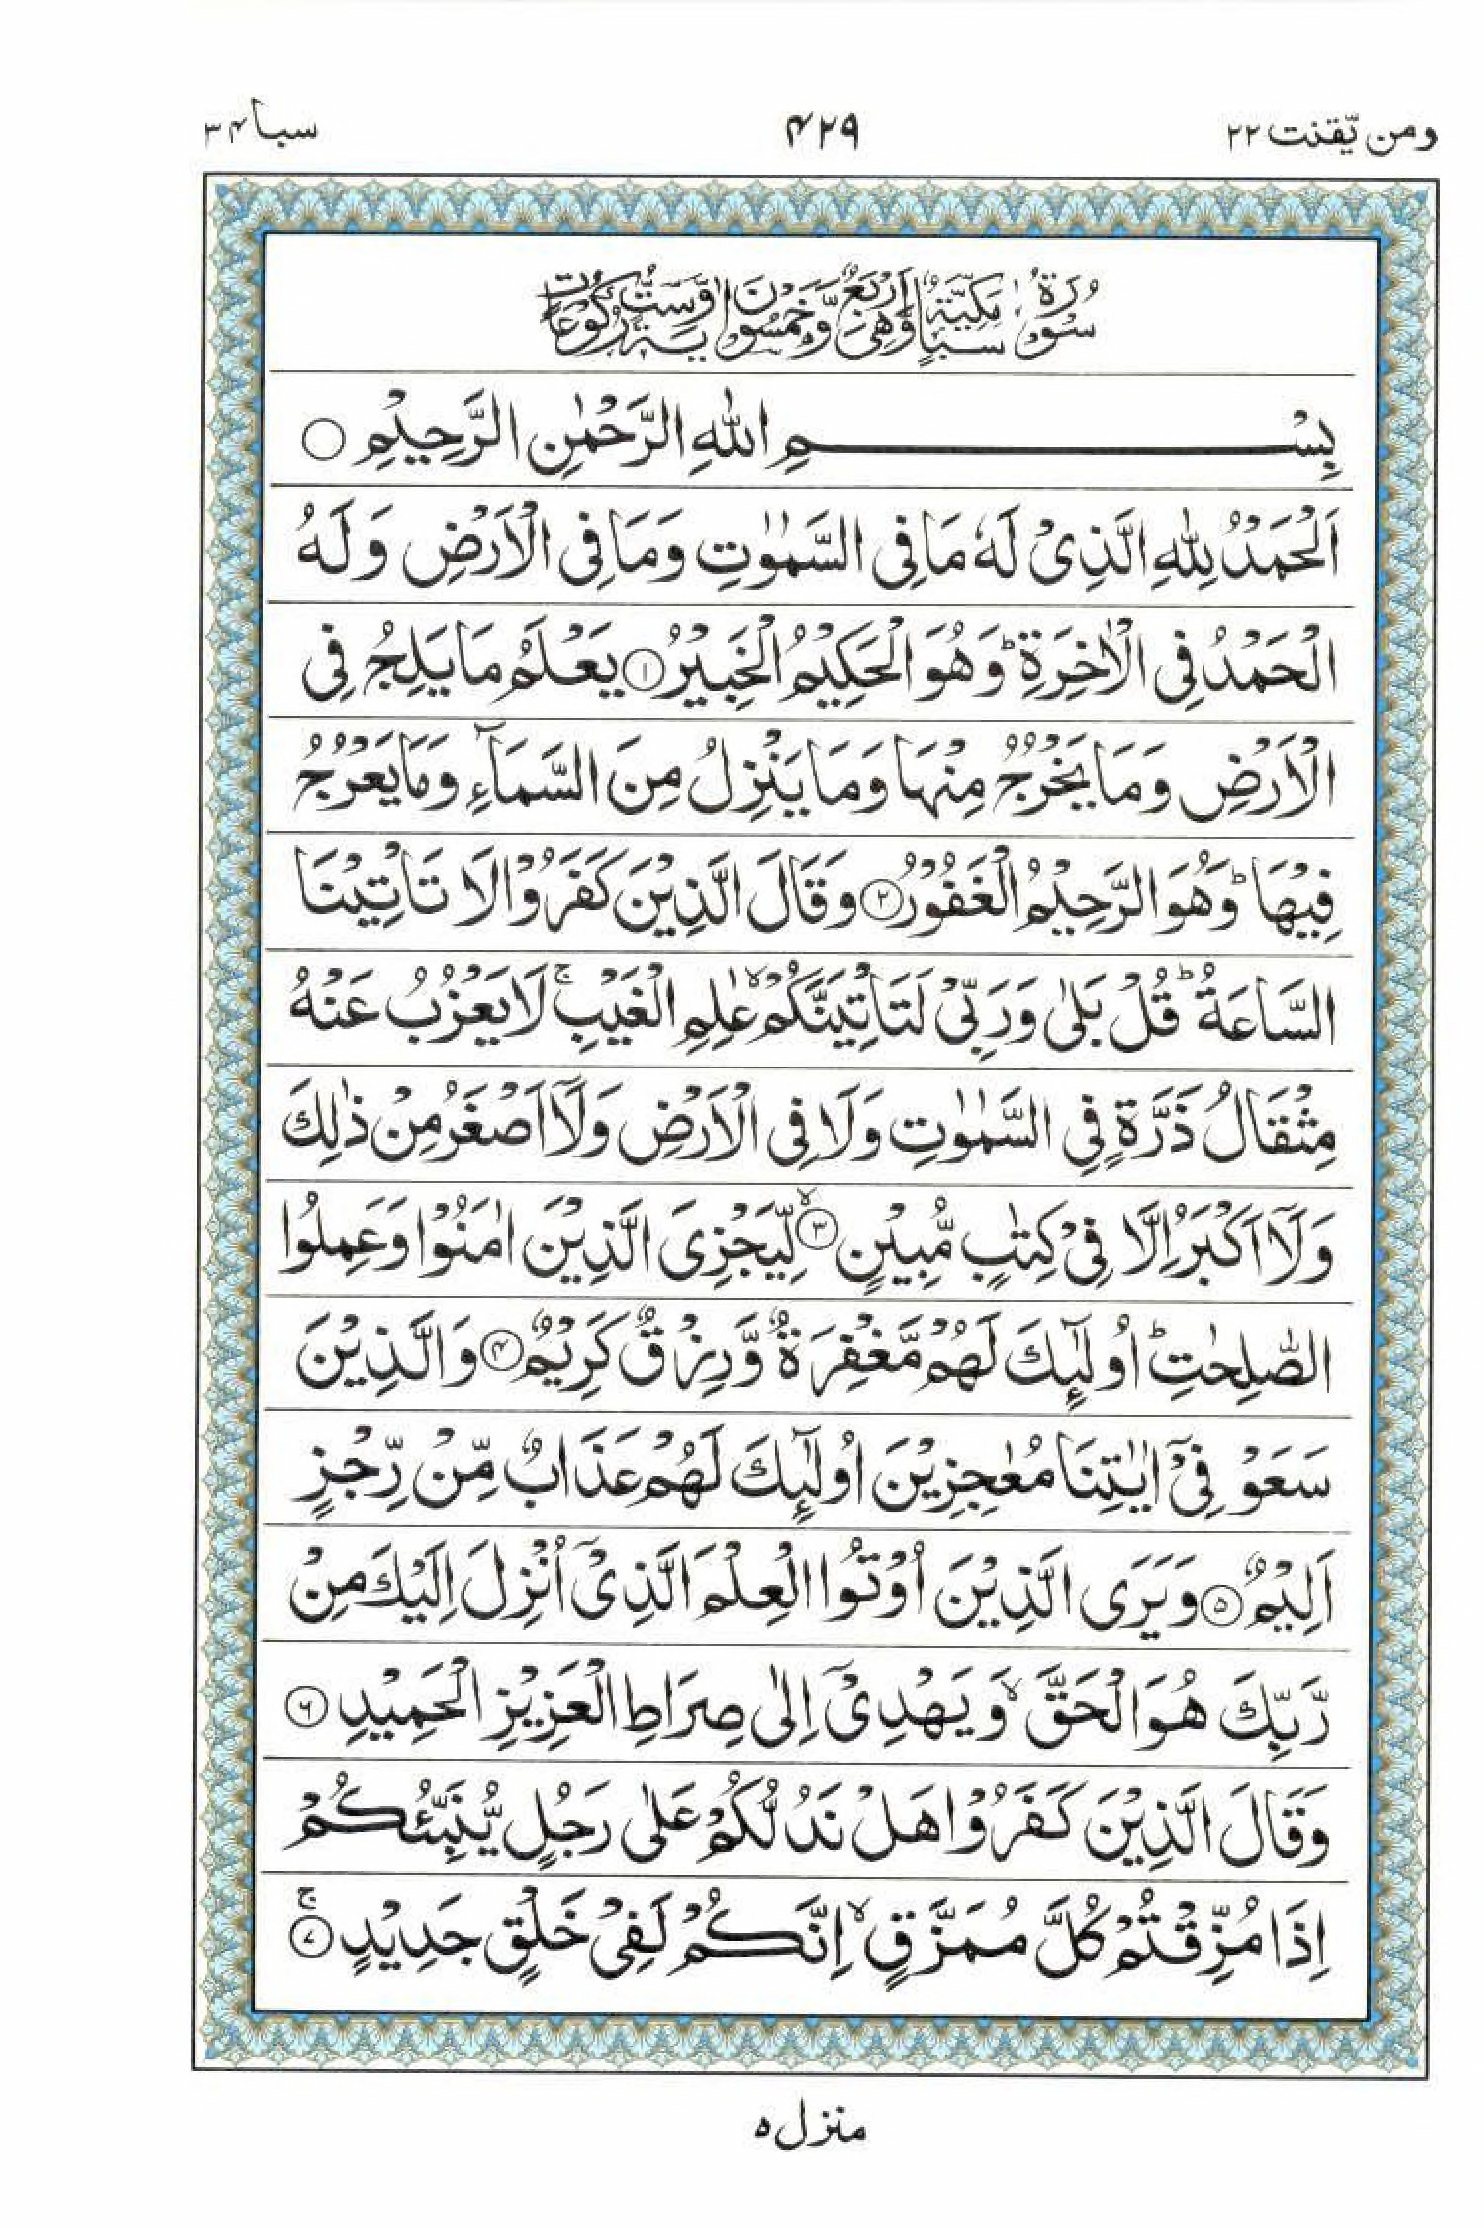 ومن يّقنت ٢٢ ۴٢٩ سبا ٣۴
سُوْرَةُ سَبَاٍ مَكِّيَّةٌ وَّهِىَ اَرْبَعٌ وَّخَمْسُوْنَ اٰيَةً وَّسِتُّ رُكُوْعَاتٍ
بِسْمِ اللّٰهِ الرَّحْمٰنِ الرَّحِيْمِ ○
اَلْحَمْدُ لِلّٰهِ الَّذِىْ لَهٗ مَا فِى السَّمٰوٰتِ وَمَا فِى الْاَرْضِ وَلَهُ
الْحَمْدُ فِى الْاٰخِرَةِ ؕ وَهُوَ الْحَكِيْمُ الْخَبِيْرُ ١ يَعْلَمُ مَا يَلِجُ فِى
الْاَرْضِ وَمَا يَخْرُجُ مِنْهَا وَمَا يَنْزِلُ مِنَ السَّمَآءِ وَمَا يَعْرُجُ
فِيْهَا ؕ وَهُوَ الرَّحِيْمُ الْغَفُوْرُ ٢ وَقَالَ الَّذِيْنَ كَفَرُوْا لَا تَاْتِيْنَا
السَّاعَةُ ؕ قُلْ بَلٰى وَرَبِّىْ لَتَاْتِيَنَّكُمْ ۙ عٰلِمِ الْغَيْبِ ۚ لَا يَعْزُبُ عَنْهُ
مِثْقَالُ ذَرَّةٍ فِى السَّمٰوٰتِ وَلَا فِى الْاَرْضِ وَلَآ اَصْغَرُ مِنْ ذٰلِكَ
وَلَآ اَكْبَرُ اِلَّا فِىْ كِتٰبٍ مُّبِيْنٍ ۙ ٣ لِّيَجْزِىَ الَّذِيْنَ اٰمَنُوْا وَعَمِلُوا
الصّٰلِحٰتِ ؕ اُولٰٓئِكَ لَهُمْ مَّغْفِرَةٌ وَّرِزْقٌ كَرِيْمٌ ۴ وَالَّذِيْنَ
سَعَوْ فِىْٓ اٰيٰتِنَا مُعٰجِزِيْنَ اُولٰٓئِكَ لَهُمْ عَذَابٌ مِّنْ رِّجْزٍ
اَلِيْمٌ ۵ وَيَرَى الَّذِيْنَ اُوْتُوا الْعِلْمَ الَّذِىْٓ اُنْزِلَ اِلَيْكَ مِنْ
رَّبِّكَ هُوَ الْحَقَّ ۙ وَيَهْدِىْٓ اِلٰى صِرَاطِ الْعَزِيْزِ الْحَمِيْدِ ۶
وَقَالَ الَّذِيْنَ كَفَرُوْا هَلْ نَدُلُّكُمْ عَلٰى رَجُلٍ يُّنَبِّئُكُمْ
اِذَا مُزِّقْتُمْ كُلَّ مُمَزَّقٍ ۙ اِنَّكُمْ لَفِىْ خَلْقٍ جَدِيْدٍ ۚ ٧
منزل ۵